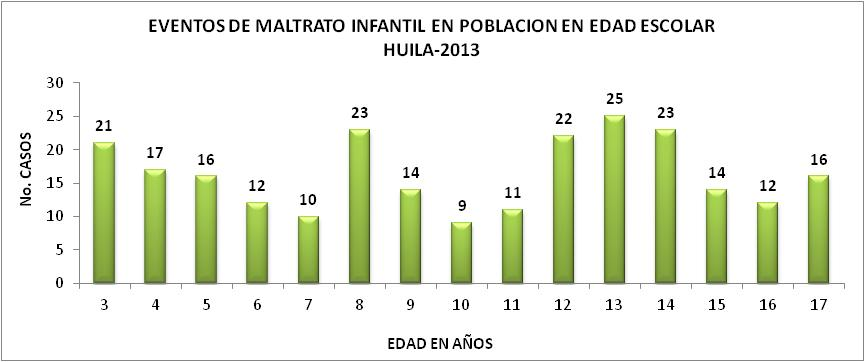 EVENTOS DE MALTRATO INFANTIL EN POBLACION EN EDAD ESCOLAR
HUILA-2013
No. CASOS
30
25
20
15
10
5
0
21 17 16 12 10 23 14 9 11 22 25 23 14 12 16
3 4 5 6 7 8 9 10 11 12 13 14 15 16 17
EDAD EN AÑOS